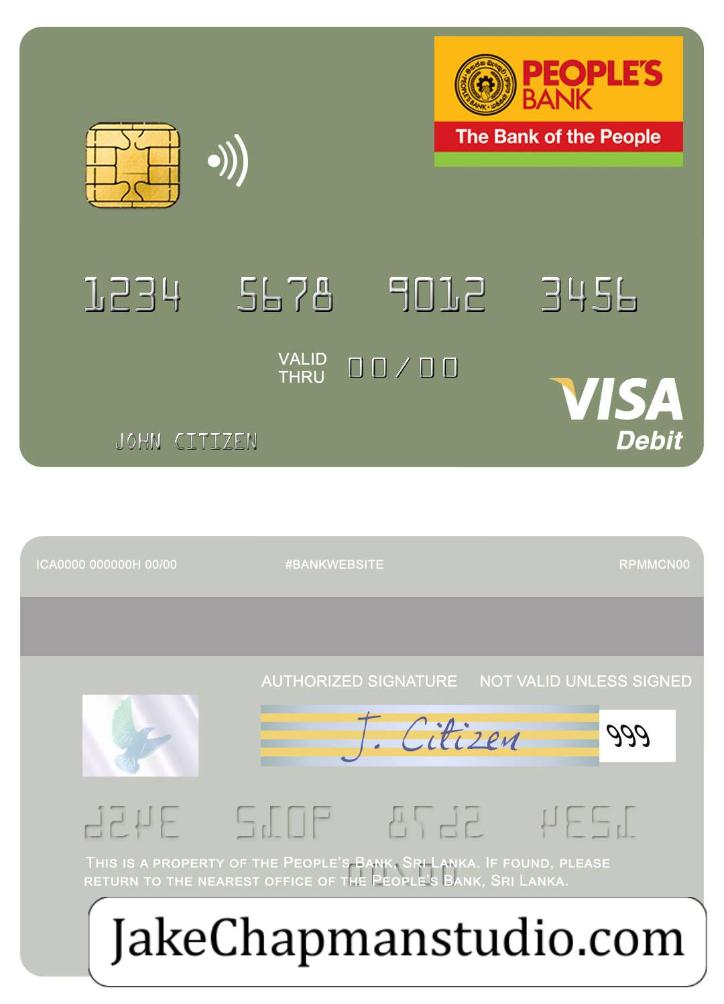 PEOPLE'S
BANK
The Bank of the People
1234 5678 9012 3456
VALID
THRU 00/00
VISA
Debit
JOHN CITIZEN
ICA0000 000000H 00/00 #BANKWEBSITE RPMMCN00
AUTHORIZED SIGNATURE NOT VALID UNLESS SIGNED
J. Citizen 999
THIS IS A PROPERTY OF THE PEOPLE'S BANK, SRI LANKA. IF FOUND, PLEASE
RETURN TO THE NEAREST OFFICE OF THE PEOPLE'S BANK, SRI LANKA.
JakeChapmanstudio.com